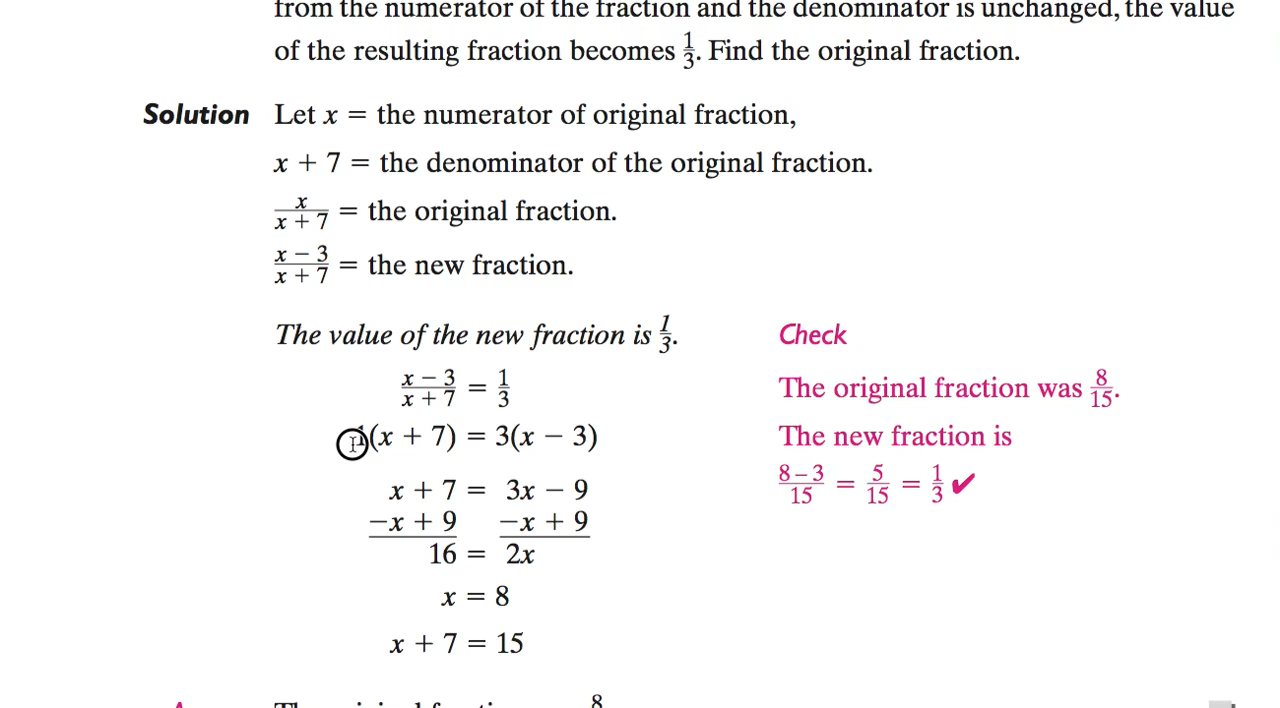 from the numerator of the fraction and the denominator is unchanged, the value
of the resulting fraction becomes 1/3. Find the original fraction.
Solution Let x = the numerator of original fraction,
x + 7 = the denominator of the original fraction.
x/(x + 7) = the original fraction.
(x − 3)/(x + 7) = the new fraction.
The value of the new fraction is 1/3.
(x − 3)/(x + 7) = 1/3
1(x + 7) = 3(x − 3)
x + 7 = 3x − 9
−x + 9 −x + 9
16 = 2x
x = 8
x + 7 = 15
Check
The original fraction was 8/15.
The new fraction is
(8 − 3)/15 = 5/15 = 1/3 ✔
8